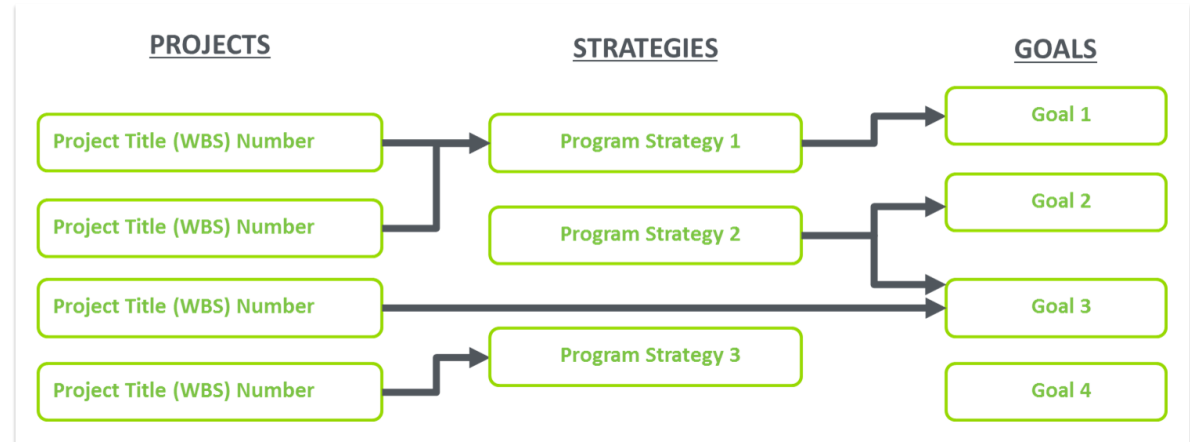 PROJECTS
STRATEGIES
GOALS
Project Title (WBS) Number
Project Title (WBS) Number
Project Title (WBS) Number
Project Title (WBS) Number
Program Strategy 1
Program Strategy 2
Program Strategy 3
Goal 1
Goal 2
Goal 3
Goal 4